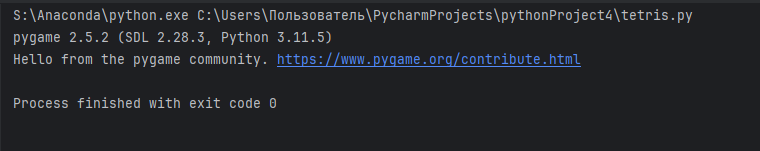 S:\Anaconda\python.exe C:\Users\Пользователь\PycharmProjects\pythonProject4\tetris.py
pygame 2.5.2 (SDL 2.28.3, Python 3.11.5)
Hello from the pygame community. https://www.pygame.org/contribute.html
Process finished with exit code 0